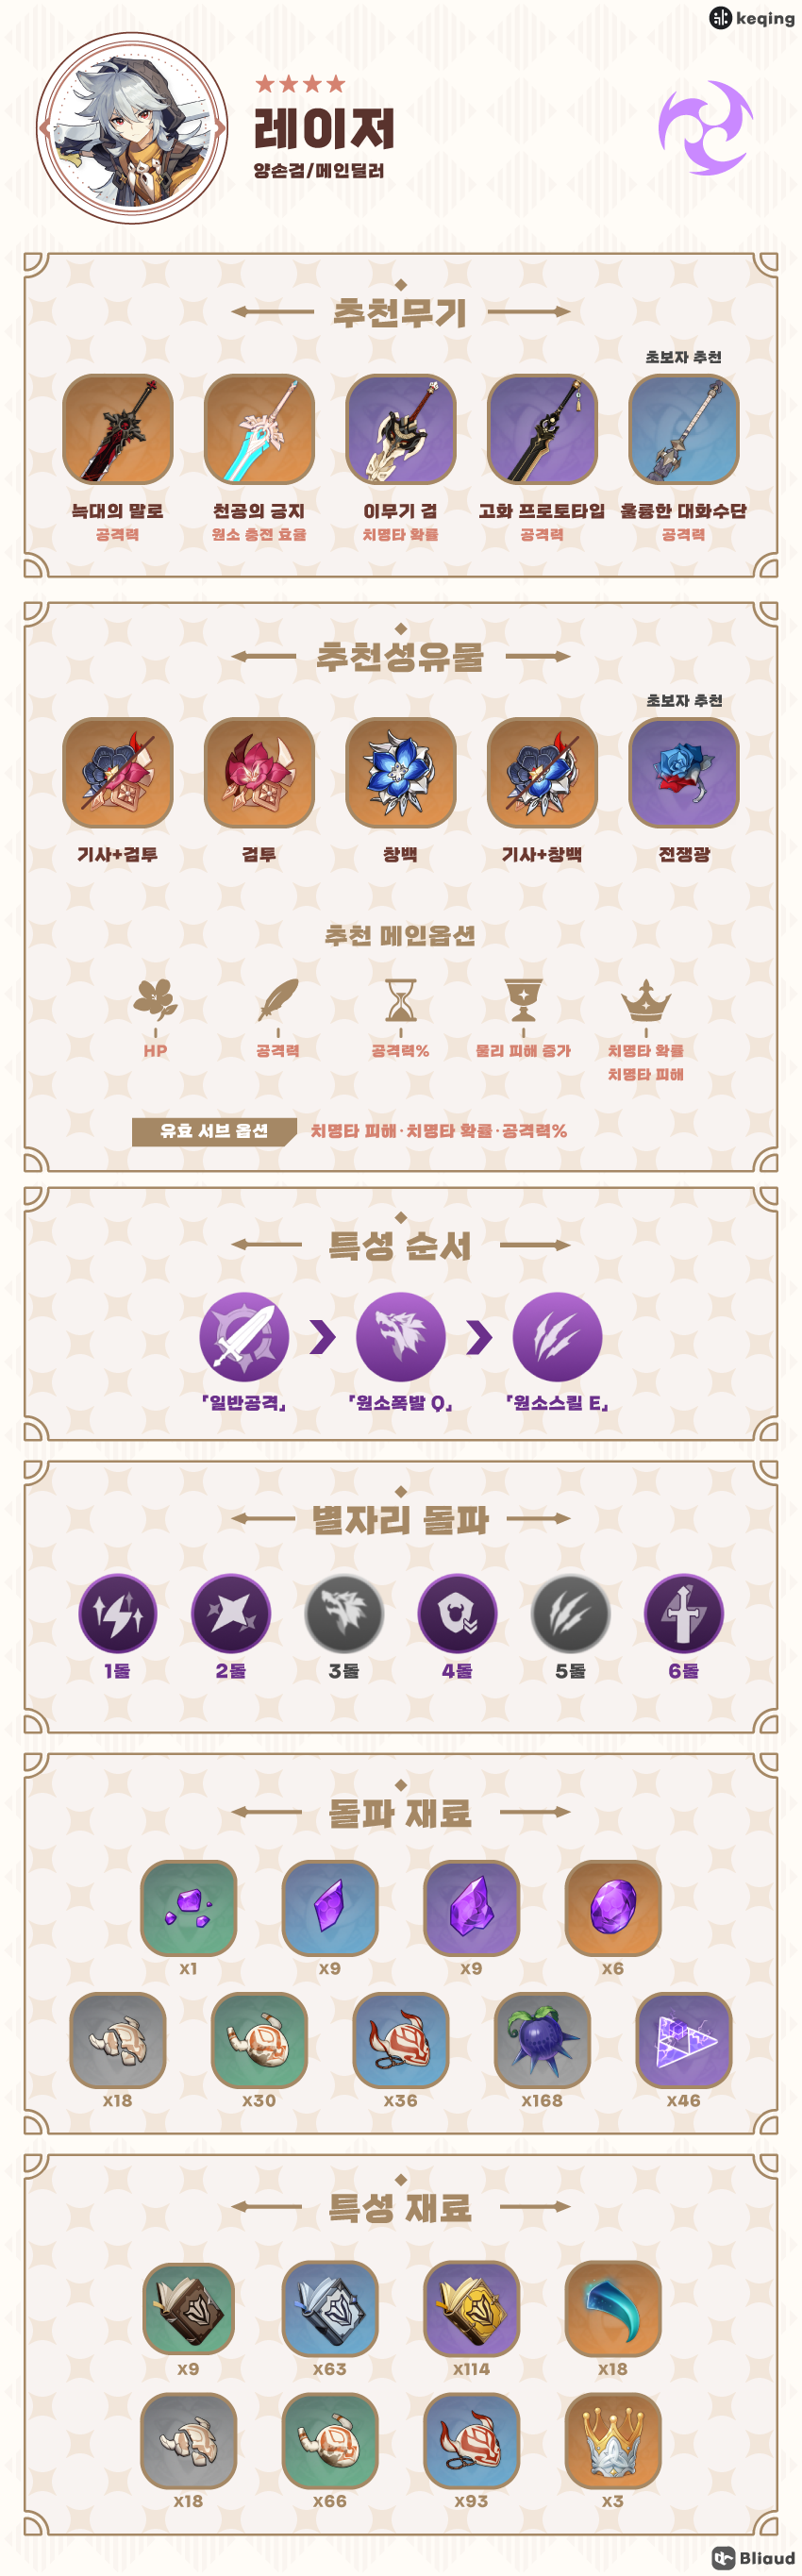 keqing
레이저
양손검/메인딜러
추천무기
초보자 추천
늑대의 말로
천공의 긍지
이무기 검
고화 프로토타입
훌륭한 대화수단
공격력
원소 충전 효율
치명타 확률
공격력
공격력
추천성유물
초보자 추천
기사+검투
검투
창백
기사+창백
전쟁광
추천 메인옵션
HP
공격력
공격력%
물리 피해 증가
치명타 확률
치명타 피해
유효 서브 옵션
치명타 피해·치명타 확률·공격력%
특성 순서
「일반공격」
「원소폭발 Q」
「원소스킬 E」
별자리 돌파
1돌
2돌
3돌
4돌
5돌
6돌
돌파 재료
x1
x9
x9
x6
x18
x30
x36
x168
x46
특성 재료
x9
x63
x114
x18
x18
x66
x93
x3
Bliaud